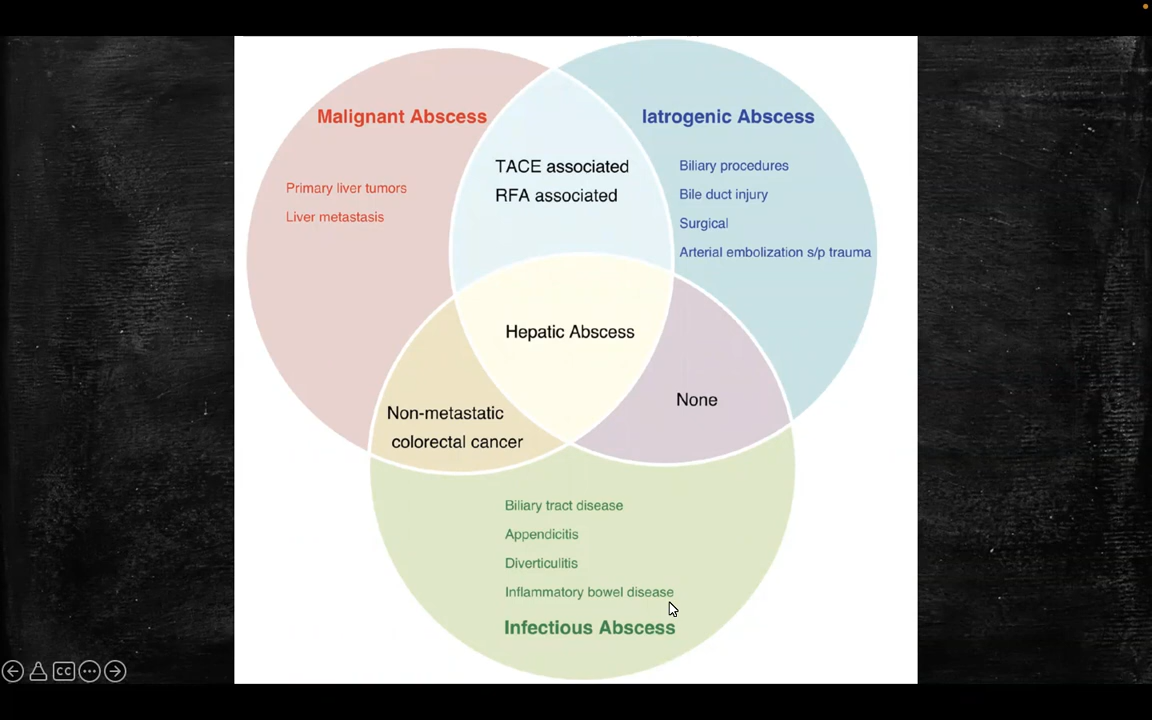 Malignant Abscess
Iatrogenic Abscess
TACE associated
RFA associated
Primary liver tumors
Liver metastasis
Biliary procedures
Bile duct injury
Surgical
Arterial embolization s/p trauma
Hepatic Abscess
None
Non-metastatic
colorectal cancer
Biliary tract disease
Appendicitis
Diverticulitis
Inflammatory bowel disease
Infectious Abscess
CC